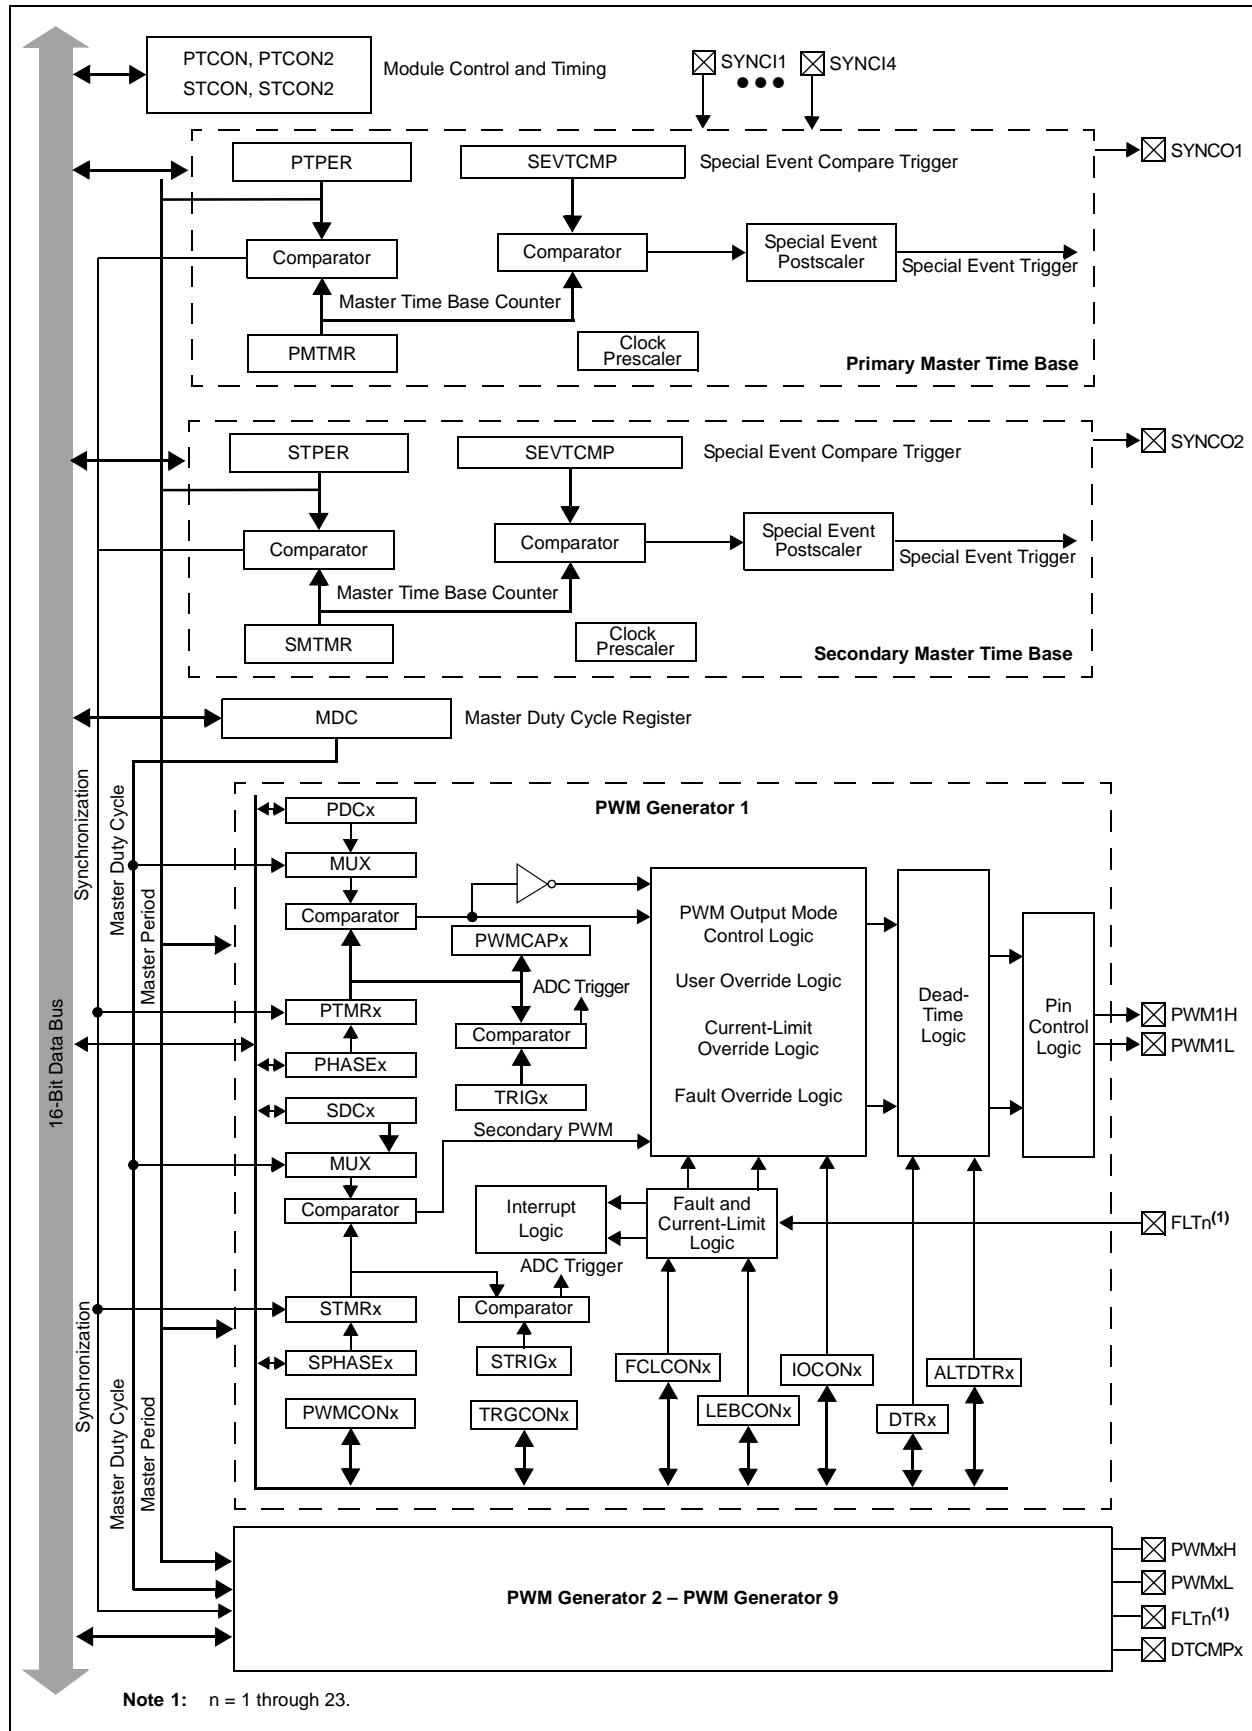 PTCON, PTCON2
STCON, STCON2
Module Control and Timing
SYNCI1
●●●
SYNCI4
SYNCO1
PTPER
SEVTCMP
Special Event Compare Trigger
Comparator
Comparator
Special Event
Postscaler
Special Event Trigger
Master Time Base Counter
PMTMR
Clock
Prescaler
Primary Master Time Base
SYNCO2
STPER
SEVTCMP
Special Event Compare Trigger
Comparator
Comparator
Special Event
Postscaler
Special Event Trigger
Master Time Base Counter
SMTMR
Clock
Prescaler
Secondary Master Time Base
MDC
Master Duty Cycle Register
16-Bit Data Bus
Synchronization
Master Duty Cycle
Master Period
PWM Generator 1
PDCx
MUX
Comparator
PWMCAPx
ADC Trigger
PTMRx
Comparator
PHASEx
TRIGx
SDCx
Secondary PWM
MUX
Comparator
PWM Output Mode
Control Logic
User Override Logic
Current-Limit
Override Logic
Fault Override Logic
Dead-
Time
Logic
Pin
Control
Logic
PWM1H
PWM1L
Interrupt
Logic
Fault and
Current-Limit
Logic
FLTn(1)
ADC Trigger
STMRx
Comparator
SPHASEx
STRIGx
FCLCONx
IOCONx
ALTDTRx
PWMCONx
TRGCONx
LEBCONx
DTRx
Synchronization
Master Duty Cycle
Master Period
PWM Generator 2 – PWM Generator 9
PWMxH
PWMxL
FLTn(1)
DTCMPx
Note 1: n = 1 through 23.